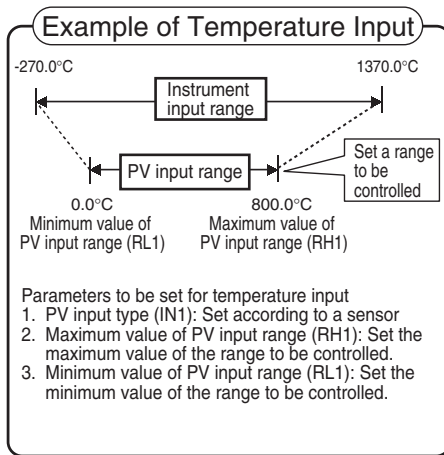 Example of Temperature Input
-270.0°C 1370.0°C
Instrument
input range
PV input range
Set a range
to be
controlled
0.0°C 800.0°C
Minimum value of Maximum value of
PV input range (RL1) PV input range (RH1)
Parameters to be set for temperature input
1. PV input type (IN1): Set according to a sensor
2. Maximum value of PV input range (RH1): Set the
maximum value of the range to be controlled.
3. Minimum value of PV input range (RL1): Set the
minimum value of the range to be controlled.